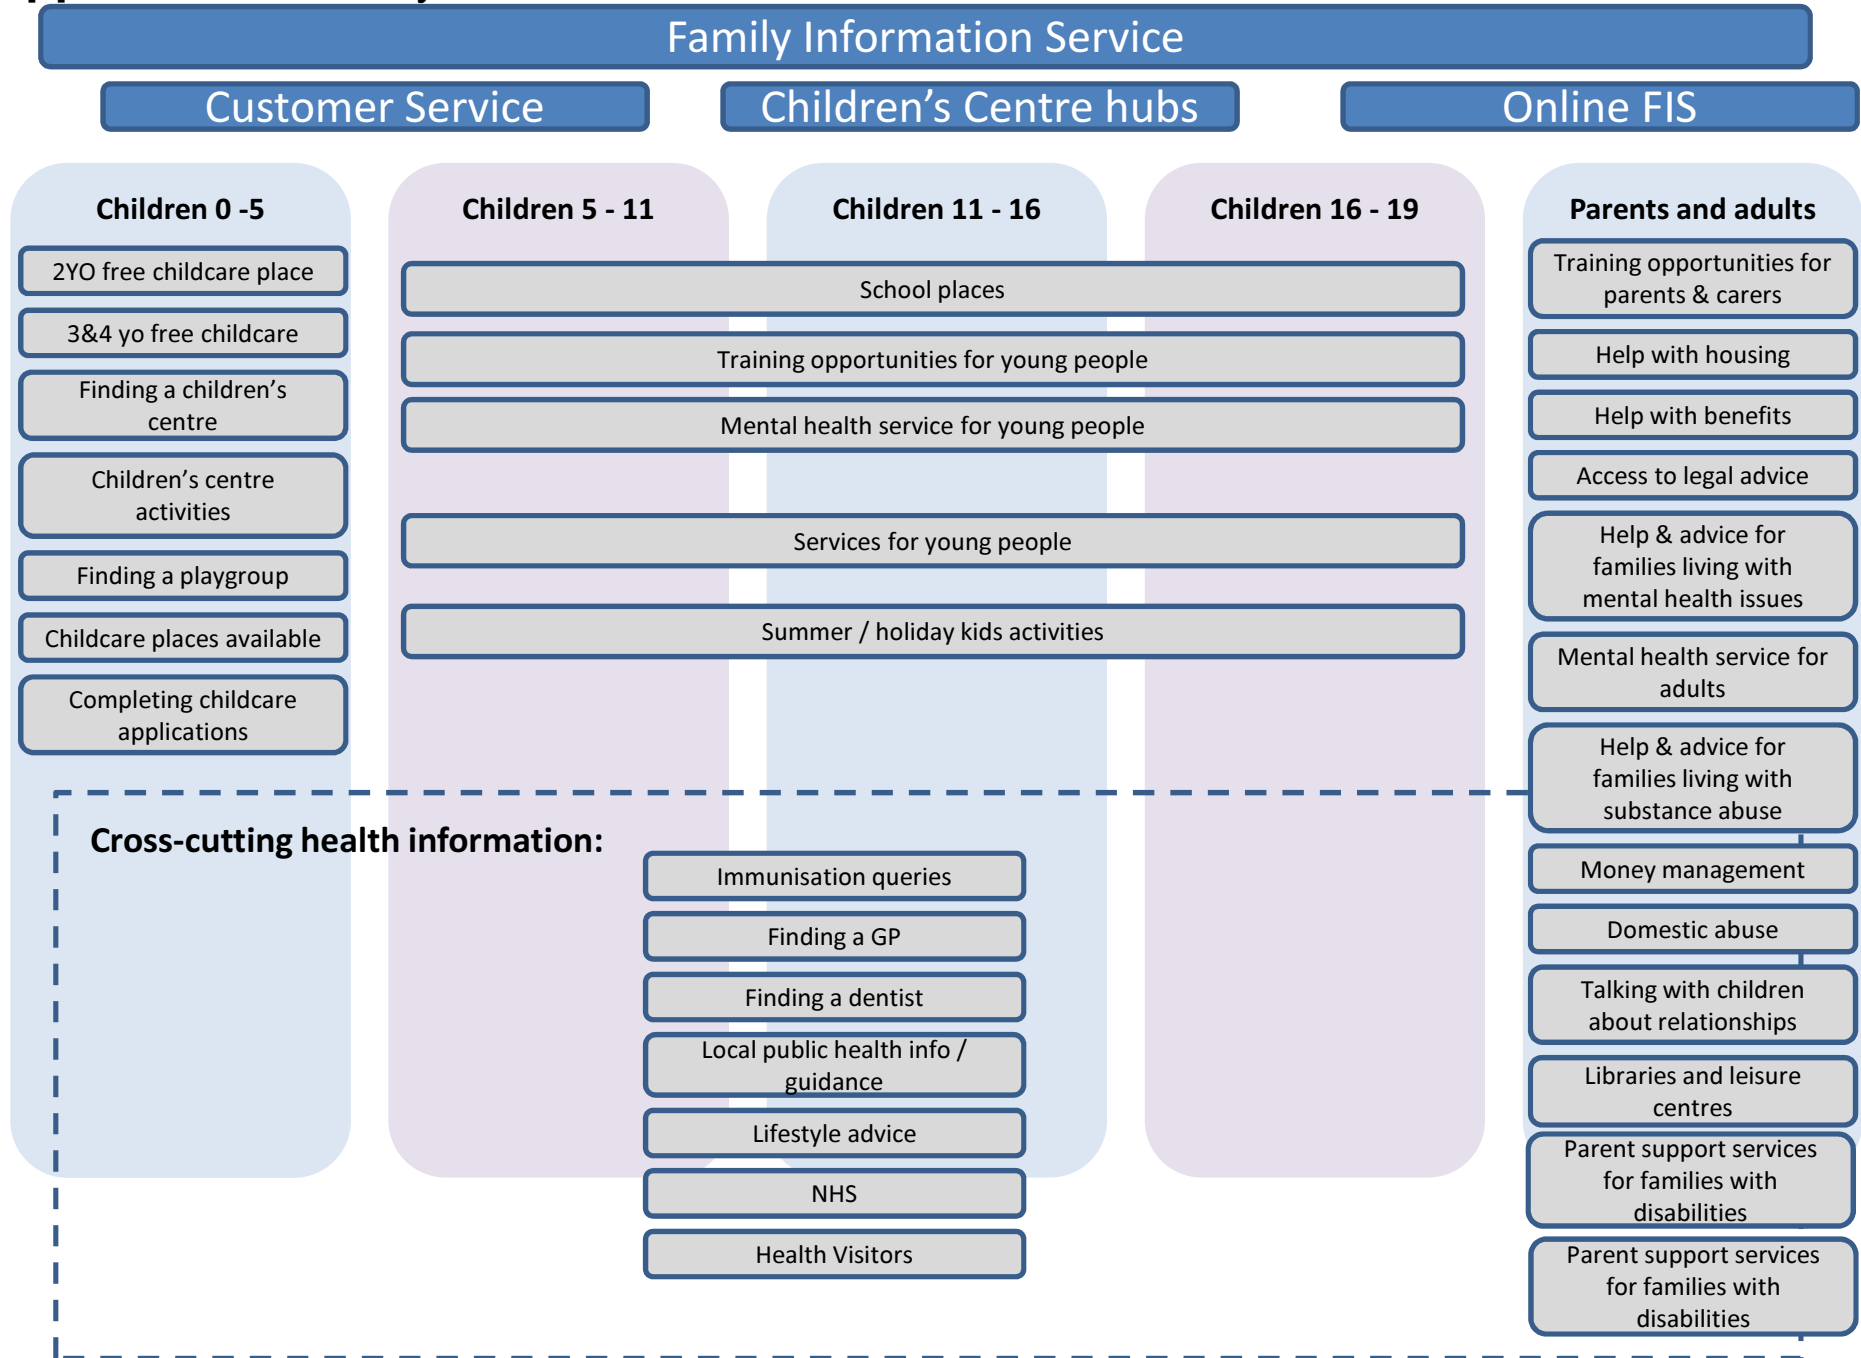 Family Information Service
Customer Service
Children’s Centre hubs
Online FIS
Children 0 -5
2YO free childcare place
3&4 yo free childcare
Finding a children’s
centre
Children’s centre
activities
Finding a playgroup
Childcare places available
Completing childcare
applications
Children 5 - 11
Children 11 - 16
Children 16 - 19
School places
Training opportunities for young people
Mental health service for young people
Services for young people
Summer / holiday kids activities
Parents and adults
Training opportunities for
parents & carers
Help with housing
Help with benefits
Access to legal advice
Help & advice for
families living with
mental health issues
Mental health service for
adults
Help & advice for
families living with
substance abuse
Money management
Domestic abuse
Talking with children
about relationships
Libraries and leisure
centres
Parent support services
for families with
disabilities
Parent support services
for families with
disabilities
Cross-cutting health information:
Immunisation queries
Finding a GP
Finding a dentist
Local public health info /
guidance
Lifestyle advice
NHS
Health Visitors